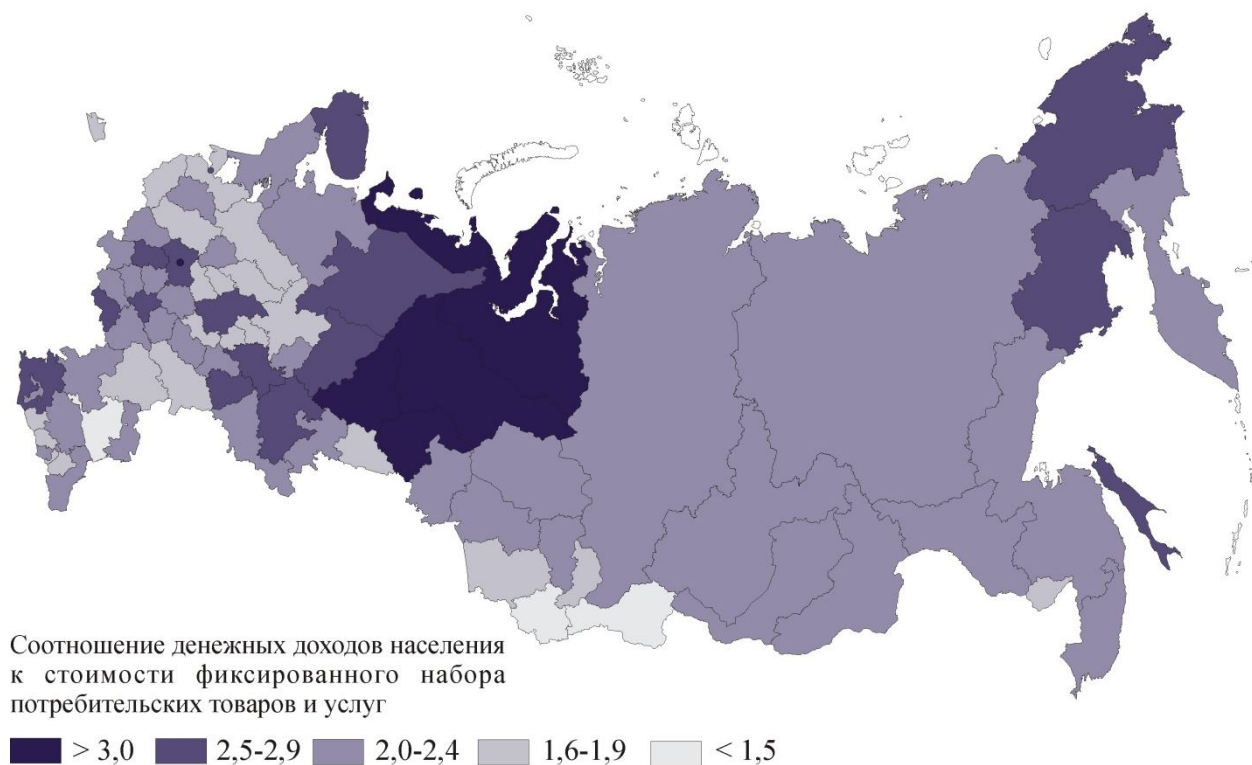 Соотношение денежных доходов населения
к стоимости фиксированного набора
потребительских товаров и услуг
> 3,0 2,5-2,9 2,0-2,4 1,6-1,9 < 1,5